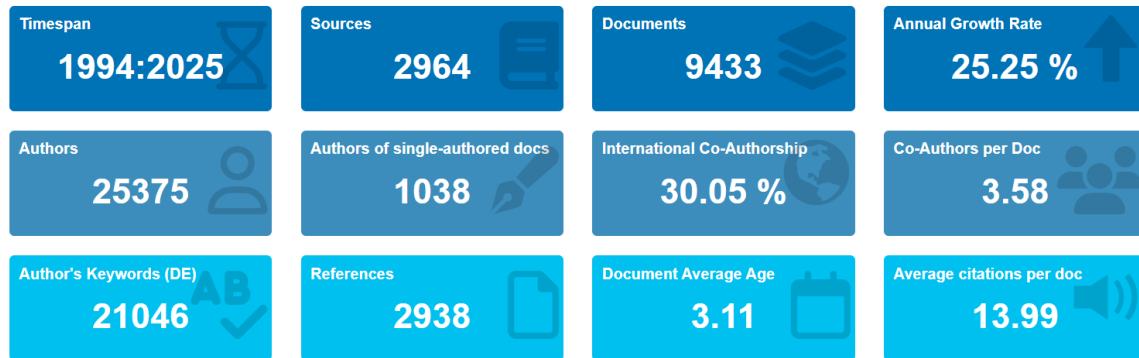 Timespan
1994:2025
Sources
2964
Documents
9433
Annual Growth Rate
25.25 %
Authors
25375
Authors of single-authored docs
1038
International Co-Authorship
30.05 %
Co-Authors per Doc
3.58
Author's Keywords (DE)
21046
AB
References
2938
Document Average Age
3.11
Average citations per doc
13.99